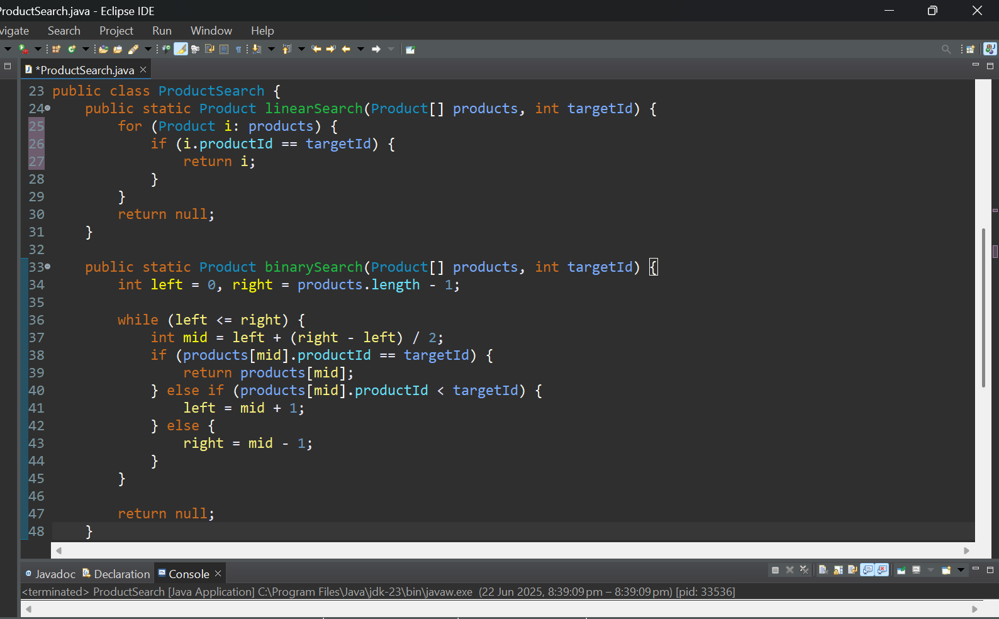 ProductSearch.java - Eclipse IDE
vigate Search Project Run Window Help
*ProductSearch.java
23 public class ProductSearch {
24 public static Product linearSearch(Product[] products, int targetId) {
25 for (Product i: products) {
26 if (i.productId == targetId) {
27 return i;
28 }
29 }
30 return null;
31 }
32
33 public static Product binarySearch(Product[] products, int targetId) {
34 int left = 0, right = products.length - 1;
35
36 while (left <= right) {
37 int mid = left + (right - left) / 2;
38 if (products[mid].productId == targetId) {
39 return products[mid];
40 } else if (products[mid].productId < targetId) {
41 left = mid + 1;
42 } else {
43 right = mid - 1;
44 }
45 }
46
47 return null;
48 }
Javadoc Declaration Console
<terminated> ProductSearch [Java Application] C:\Program Files\Java\jdk-23\bin\javaw.exe (22 Jun 2025, 8:39:09 pm – 8:39:09 pm) [pid: 33536]